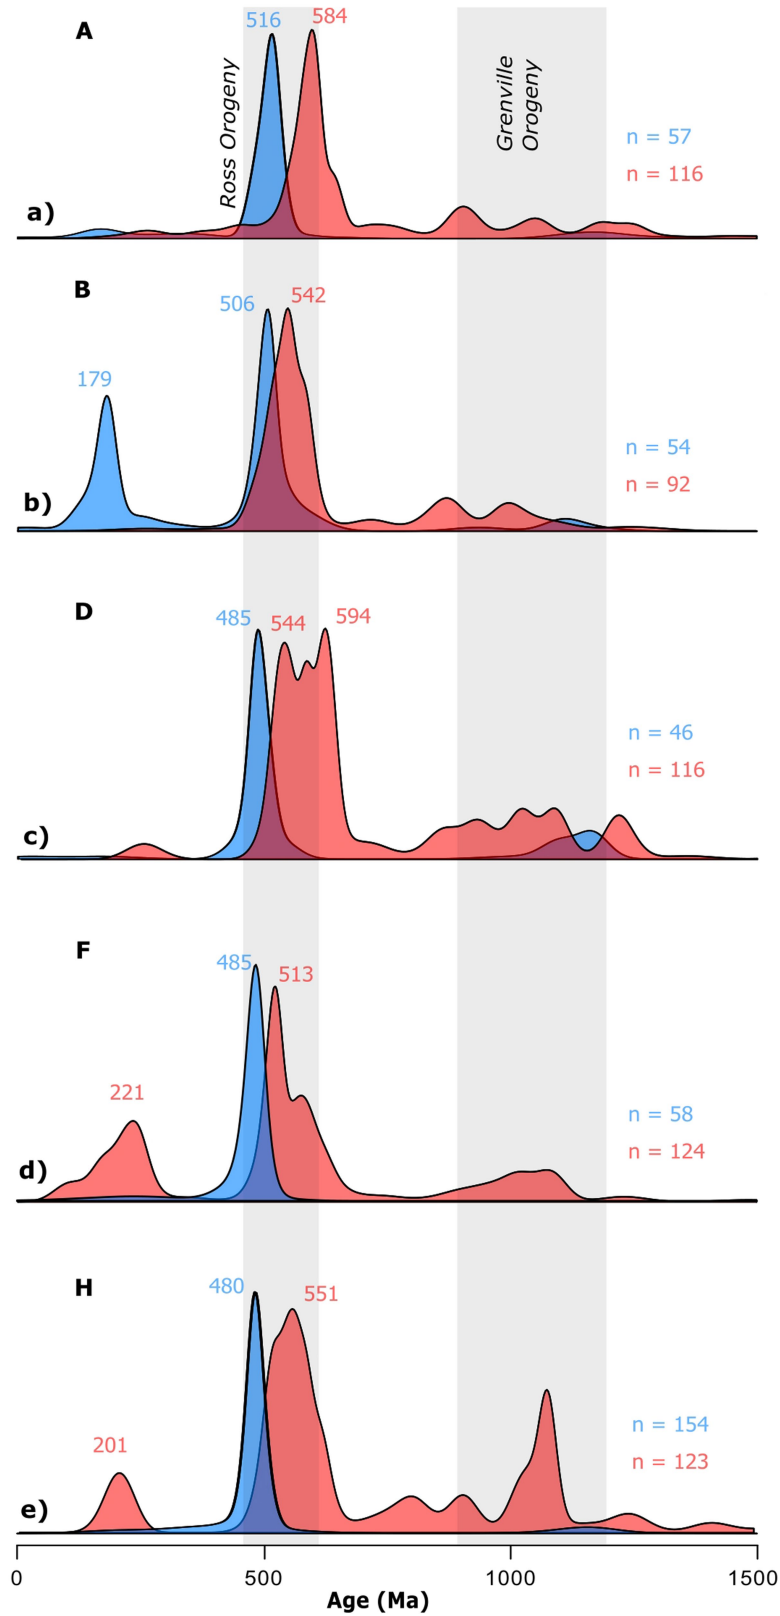 A
516
584
Ross Orogeny
Grenville
Orogeny
n = 57
n = 116
a)
B
506
542
179
n = 54
n = 92
b)
D
485
544
594
n = 46
n = 116
c)
F
485
513
221
n = 58
n = 124
d)
H
480
551
201
n = 154
n = 123
e)
0
500
1000
1500
Age (Ma)